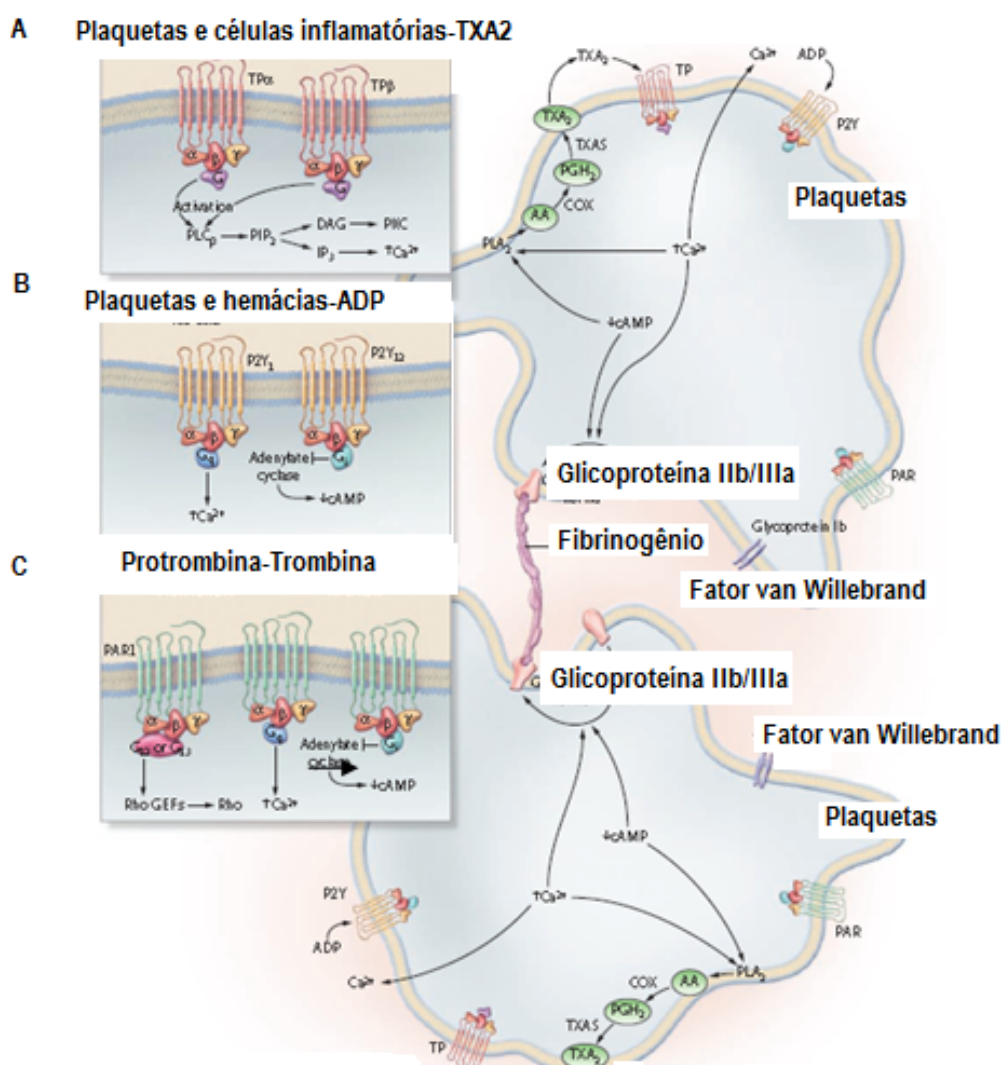 A
Plaquetas e células inflamatórias-TXA2
TPα
TPβ
α β γ
G
α β γ
G
Activation
PLCβ
PIP₂
DAG
PKC
IP₃
↑Ca²⁺
B
Plaquetas e hemácias-ADP
P2Y₁
P2Y₁₂
α β γ
Gq
α β γ
Gi
Adenylate
cyclase
↓cAMP
↑Ca²⁺
C
Protrombina-Trombina
PAR1
α β γ
α β γ
Gq
α β γ
Gi
Adenylate
cyclase
↓cAMP
Rho GEFs
Rho
↑Ca²⁺
TXA₂
TP
Ca²⁺
ADP
P2Y
TXA₂
TXAS
PGH₂
COX
AA
PLA₂
Plaquetas
↑Ca²⁺
↓cAMP
Glicoproteína IIb/IIIa
PAR
Glycoprotein Ib
Fibrinogênio
Fator van Willebrand
Glicoproteína IIb/IIIa
Fator van Willebrand
Plaquetas
↓cAMP
↑Ca²⁺
P2Y
ADP
PAR
Ca²⁺
PLA₂
AA
COX
PGH₂
TXAS
TXA₂
TP